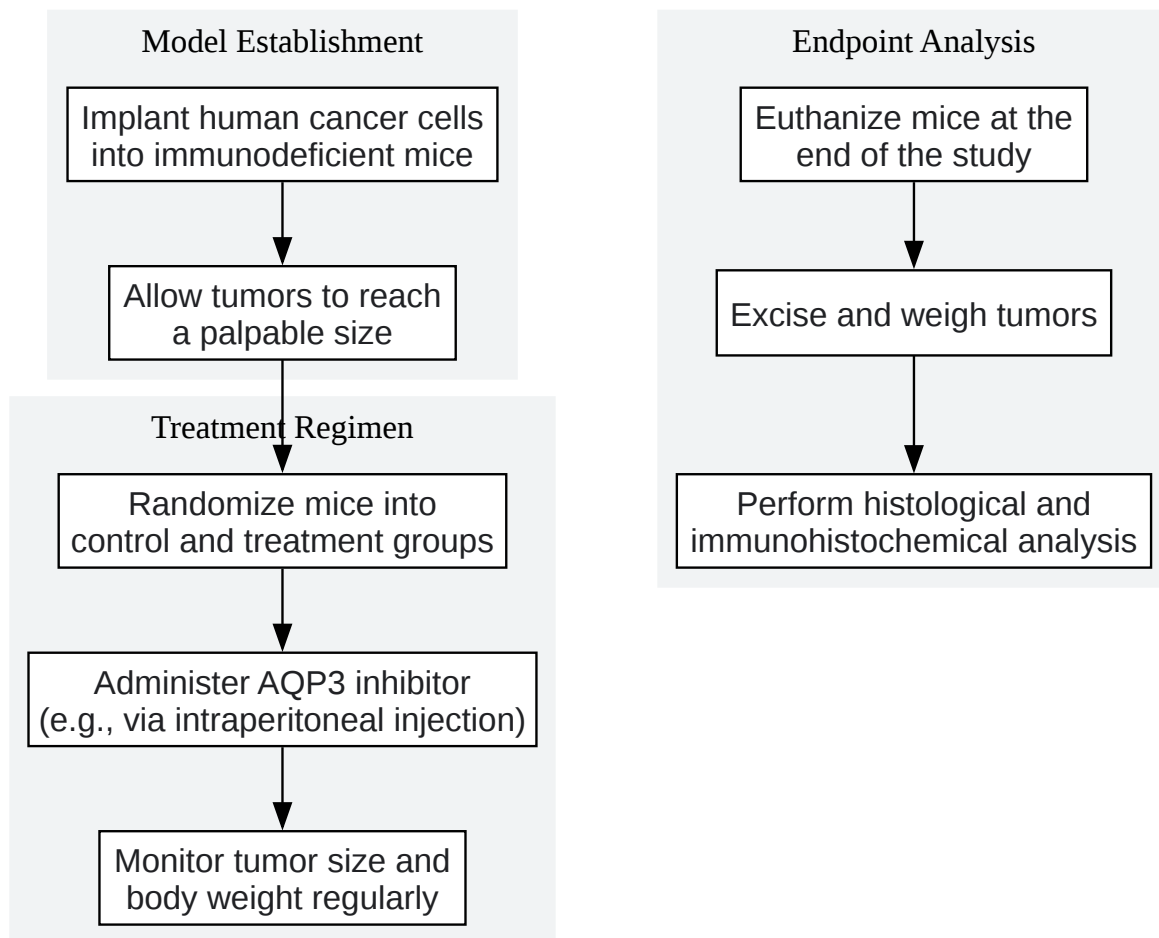 Model Establishment
Implant human cancer cells
into immunodeficient mice
Allow tumors to reach
a palpable size
Treatment Regimen
Randomize mice into
control and treatment groups
Administer AQP3 inhibitor
(e.g., via intraperitoneal injection)
Monitor tumor size and
body weight regularly
Endpoint Analysis
Euthanize mice at the
end of the study
Excise and weigh tumors
Perform histological and
immunohistochemical analysis